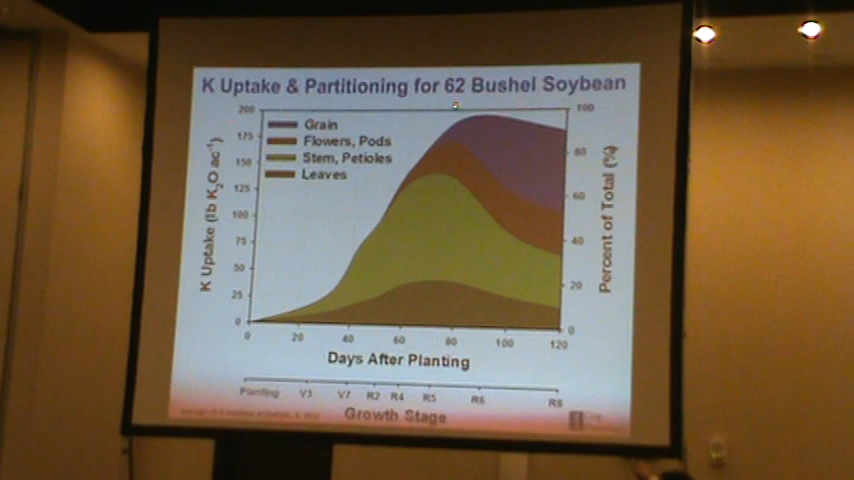 K Uptake & Partitioning for 62 Bushel Soybean
200
175
150
125
100
75
50
25
0
K Uptake (lb K₂O ac⁻¹)
Grain
Flowers, Pods
Stem, Petioles
Leaves
100
80
60
40
20
0
Percent of Total (%)
0 20 40 60 80 100 120
Days After Planting
Planting V3 V7 R2 R4 R5 R6 R8
Growth Stage